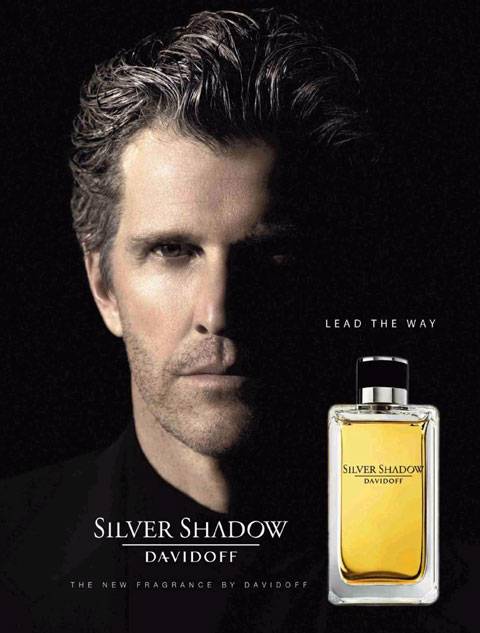 LEAD THE WAY
SILVER SHADOW
DAVIDOFF
SILVER SHADOW
DAVIDOFF
THE NEW FRAGRANCE BY DAVIDOFF